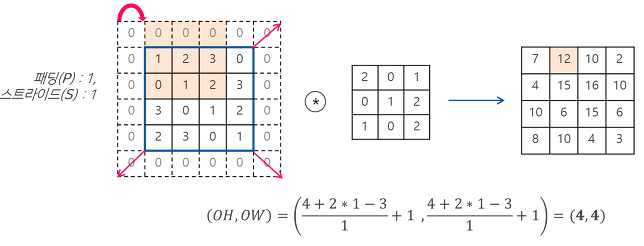 패딩(P) : 1,
스트라이드(S) : 1
0 0 0 0 0 0
0 1 2 3 0 0
0 0 1 2 3 0
0 3 0 1 2 0
0 2 3 0 1 0
0 0 0 0 0 0
*
2 0 1
0 1 2
1 0 2
7 12 10 2
4 15 16 10
10 6 15 6
8 10 4 3
(OH, OW) = ( (4 + 2 * 1 − 3)/1 + 1 , (4 + 2 * 1 − 3)/1 + 1 ) = (4, 4)